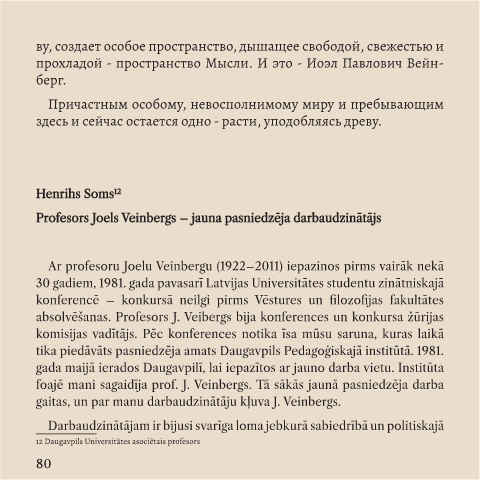 ву, создает особое пространство, дышащее свободой, свежестью и
прохладой - пространство Мысли. И это - Иоэл Павлович Вейн-
берг.
Причастным особому, невосполнимому миру и пребывающим
здесь и сейчас остается одно - расти, уподобляясь древу.
Henrihs Soms¹²
Profesors Joels Veinbergs – jauna pasniedzēja darbaudzinātājs
Ar profesoru Joelu Veinbergu (1922–2011) iepazinos pirms vairāk nekā
30 gadiem, 1981. gada pavasarī Latvijas Universitātes studentu zinātniskajā
konferencē – konkursā neilgi pirms Vēstures un filozofijas fakultātes
absolvēšanas. Profesors J. Veibergs bija konferences un konkursa žūrijas
komisijas vadītājs. Pēc konferences notika īsa mūsu saruna, kuras laikā
tika piedāvāts pasniedzēja amats Daugavpils Pedagoģiskajā institūtā. 1981.
gada maijā ierados Daugavpilī, lai iepazītos ar jauno darba vietu. Institūta
foajē mani sagaidīja prof. J. Veinbergs. Tā sākās jaunā pasniedzēja darba
gaitas, un par manu darbaudzinātāju kļuva J. Veinbergs.
Darbaudzinātājam ir bijusi svarīga loma jebkurā sabiedrībā un politiskajā
12 Daugavpils Universitātes asociētais profesors
80